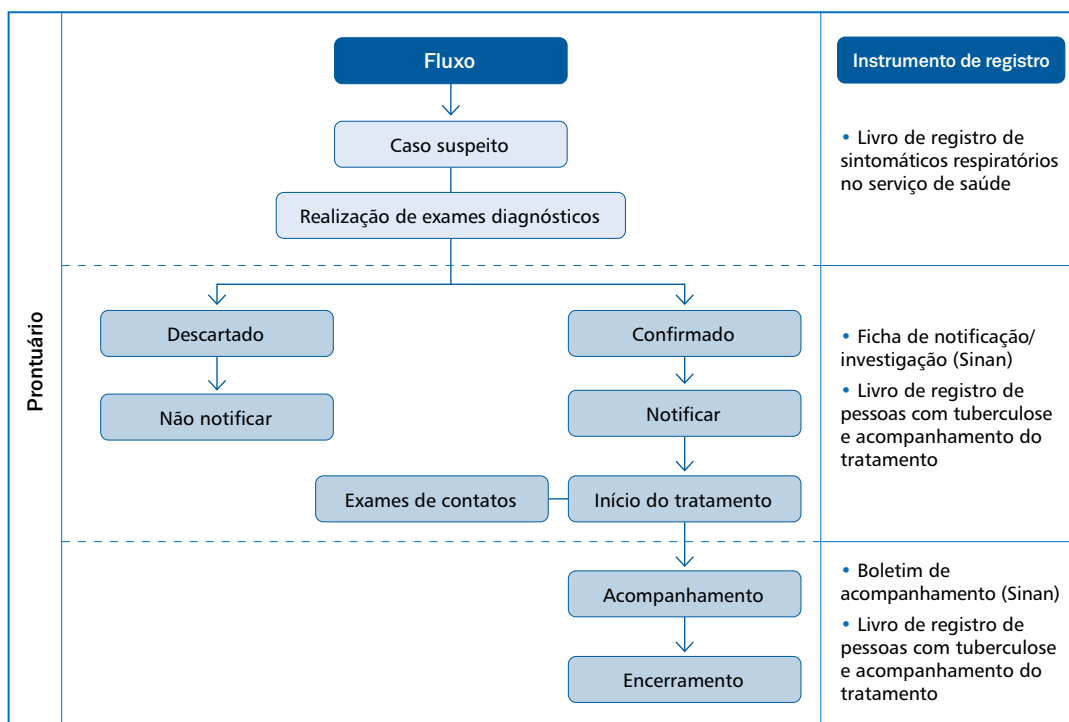 Prontuário
Fluxo
Caso suspeito
Realização de exames diagnósticos
Instrumento de registro
• Livro de registro de
sintomáticos respiratórios
no serviço de saúde
Descartado
Não notificar
Confirmado
Notificar
Exames de contatos
Início do tratamento
• Ficha de notificação/
investigação (Sinan)
• Livro de registro de
pessoas com tuberculose
e acompanhamento do
tratamento
Acompanhamento
Encerramento
• Boletim de
acompanhamento (Sinan)
• Livro de registro de
pessoas com tuberculose
e acompanhamento do
tratamento